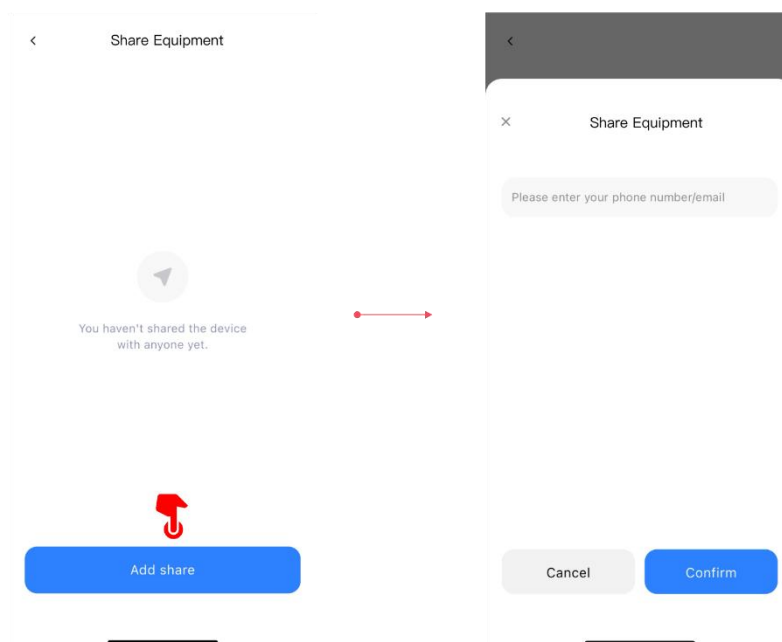 Share Equipment
You haven't shared the device
with anyone yet.
Add share
Share Equipment
Please enter your phone number/email
Cancel
Confirm